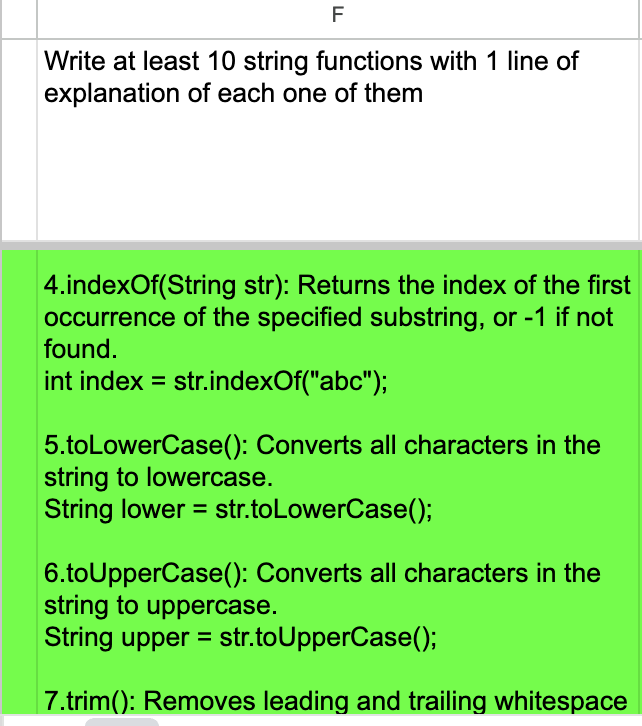 F
Write at least 10 string functions with 1 line of
explanation of each one of them
4.indexOf(String str): Returns the index of the first
occurrence of the specified substring, or -1 if not
found.
int index = str.indexOf("abc");
5.toLowerCase(): Converts all characters in the
string to lowercase.
String lower = str.toLowerCase();
6.toUpperCase(): Converts all characters in the
string to uppercase.
String upper = str.toUpperCase();
7.trim(): Removes leading and trailing whitespace